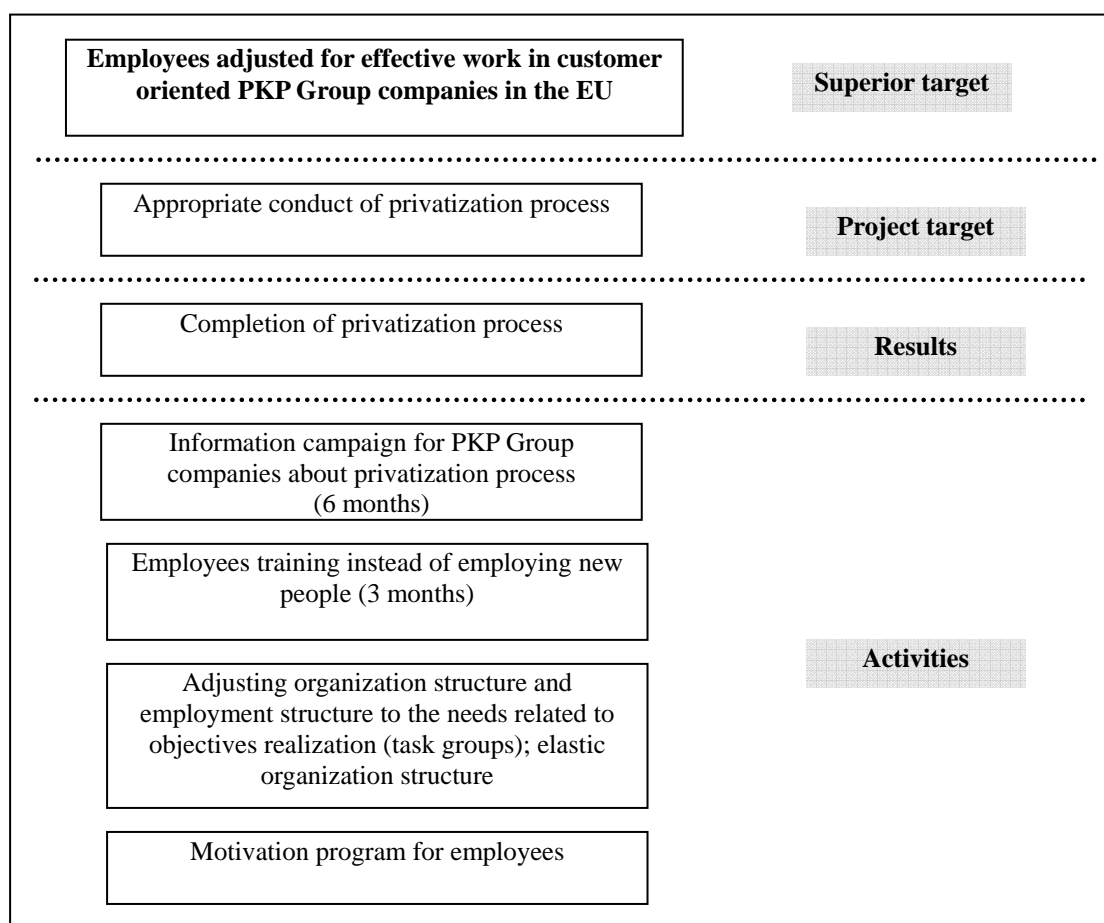 Employees adjusted for effective work in customer
oriented PKP Group companies in the EU
Superior target
Appropriate conduct of privatization process
Project target
Completion of privatization process
Results
Information campaign for PKP Group
companies about privatization process
(6 months)
Employees training instead of employing new
people (3 months)
Activities
Adjusting organization structure and
employment structure to the needs related to
objectives realization (task groups); elastic
organization structure
Motivation program for employees